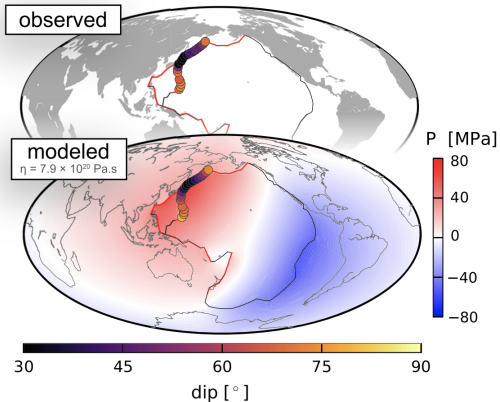 observed
modeled
η = 7.9 × 10²⁰ Pa.s
P [MPa]
80
40
0
−40
−80
30 45 60 75 90
dip [°]